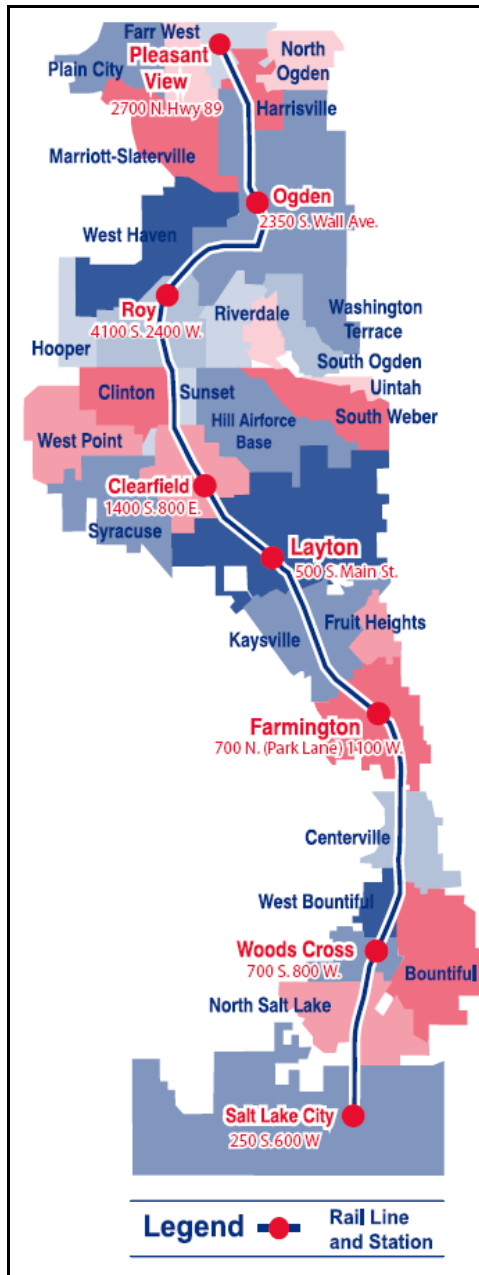 Farr West
Pleasant
View
2700 N. Hwy 89
Plain City
North
Ogden
Harrisville
Marriott-Slaterville
Ogden
2350 S. Wall Ave.
West Haven
Roy
4100 S. 2400 W.
Riverdale
Washington
Terrace
Hooper
South Ogden
Uintah
Clinton
Sunset
South Weber
West Point
Hill Airforce
Base
Clearfield
1400 S. 800 E.
Syracuse
Layton
500 S. Main St.
Kaysville
Fruit Heights
Farmington
700 N. (Park Lane) 1100 W.
Centerville
West Bountiful
Woods Cross
700 S. 800 W.
Bountiful
North Salt Lake
Salt Lake City
250 S. 600 W
Legend
Rail Line
and Station